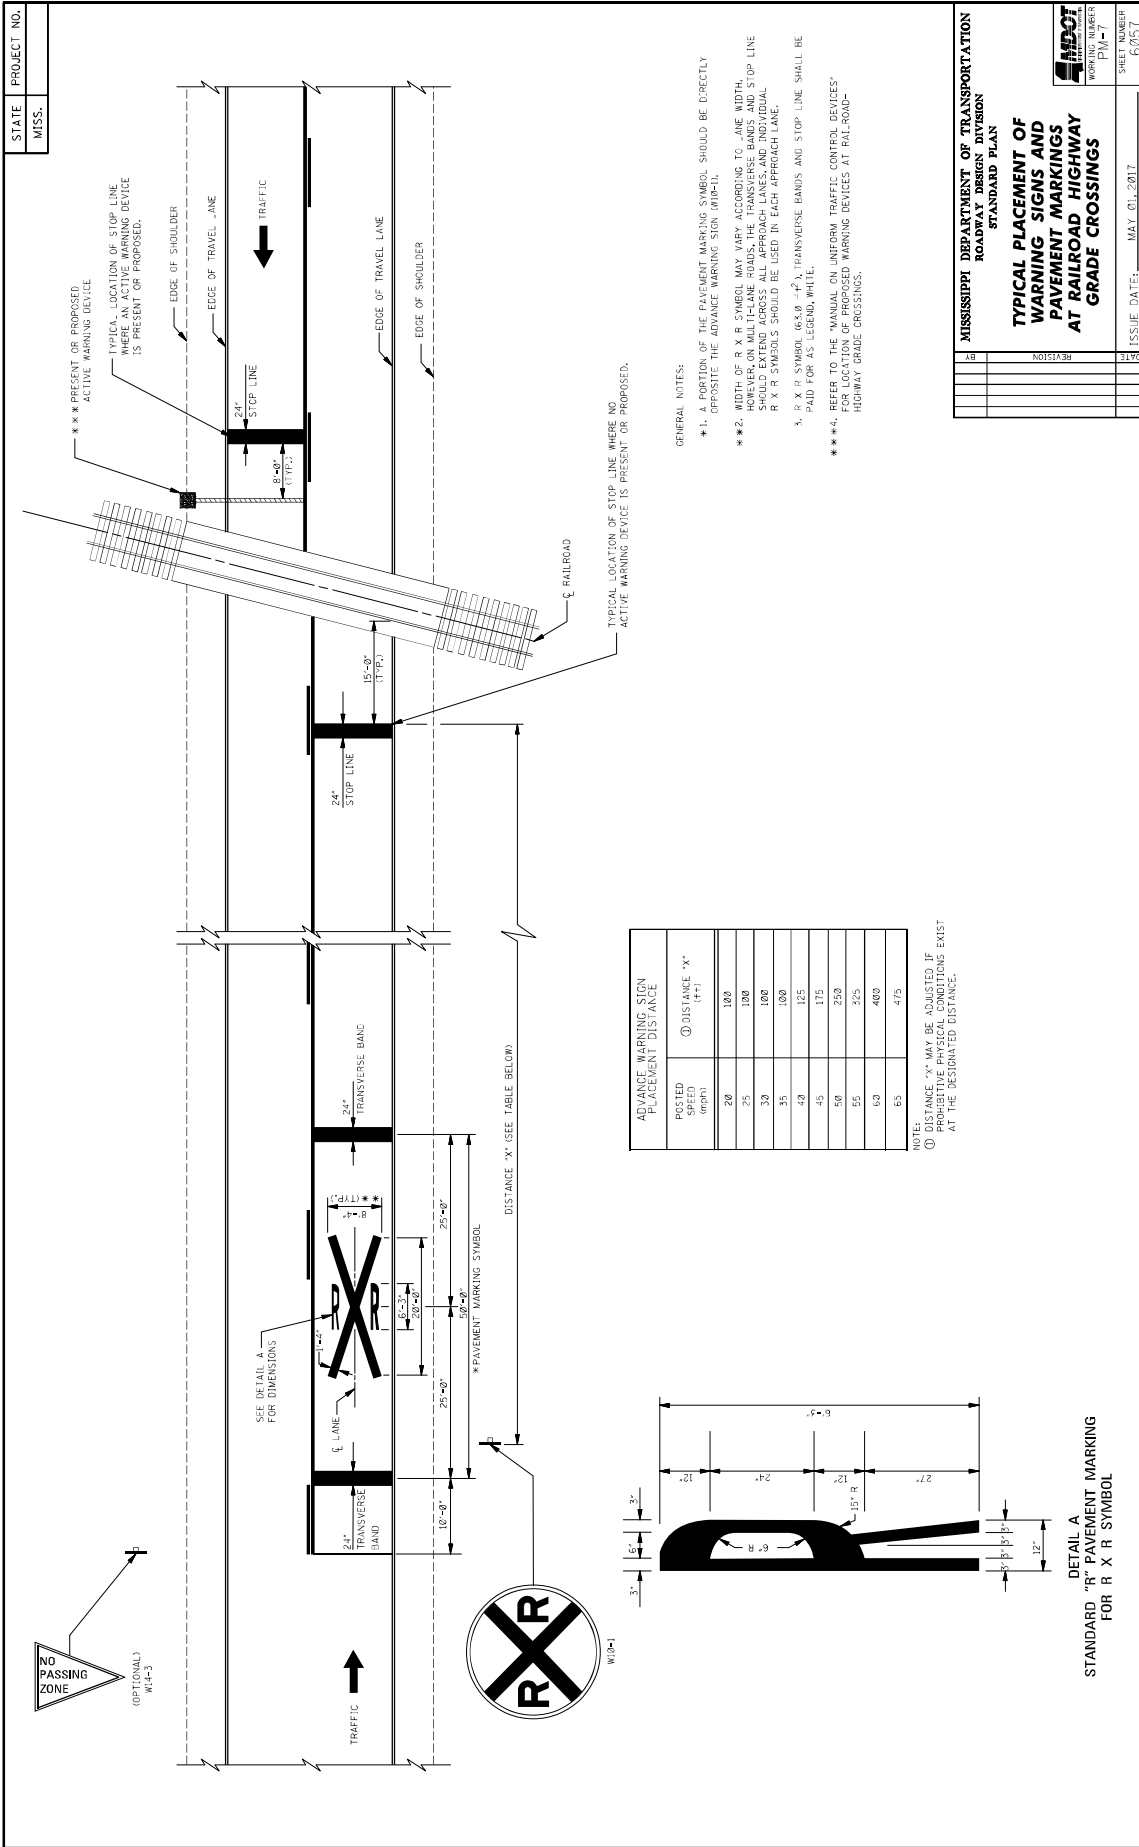 STATE PROJECT NO.
MISS.
NO
PASSING
ZONE
(OPTIONAL)
W14-3
* * PRESENT OR PROPOSED
ACTIVE WARNING DEVICE
TYPICAL LOCATION OF STOP LINE
WHERE AN ACTIVE WARNING DEVICE
IS PRESENT OR PROPOSED.
EDGE OF SHOULDER
EDGE OF TRAVEL LANE
TRAFFIC
24"
STOP LINE
8'-0"
(TYP.)
EDGE OF TRAVEL LANE
EDGE OF SHOULDER
SEE DETAIL A
FOR DIMENSIONS
℄ LANE
1'-4"
R
R
8'-4"
* * (TYP.)
24"
TRANSVERSE
BAND
24"
TRANSVERSE BAND
24"
STOP LINE
15'-0"
(TYP.)
℄ RAILROAD
TRAFFIC
10'-0"
25'-0"
25'-0"
6'-3"
20'-0"
50'-0"
*PAVEMENT MARKING SYMBOL
DISTANCE "X" (SEE TABLE BELOW)
TYPICAL LOCATION OF STOP LINE WHERE NO
ACTIVE WARNING DEVICE IS PRESENT OR PROPOSED.
R R
W10-1
ADVANCE WARNING SIGN
PLACEMENT DISTANCE
POSTED
SPEED
(mph)
① DISTANCE "X"
(ft)
20 100
25 100
30 100
35 100
40 125
45 175
50 250
55 325
60 400
65 475
NOTE:
① DISTANCE "X" MAY BE ADJUSTED IF
PROHIBITIVE PHYSICAL CONDITIONS EXIST
AT THE DESIGNATED DISTANCE.
GENERAL NOTES:
* 1. A PORTION OF THE PAVEMENT MARKING SYMBOL SHOULD BE DIRECTLY
OPPOSITE THE ADVANCE WARNING SIGN (W10-1).
* * 2. WIDTH OF R X R SYMBOL MAY VARY ACCORDING TO LANE WIDTH.
HOWEVER, ON MULTI-LANE ROADS, THE TRANSVERSE BANDS AND STOP LINE
SHOULD EXTEND ACROSS ALL APPROACH LANES, AND INDIVIDUAL
R X R SYMBOLS SHOULD BE USED IN EACH APPROACH LANE.
3. R X R SYMBOL (63.0 ft²), TRANSVERSE BANDS AND STOP LINE SHALL BE
PAID FOR AS LEGEND, WHITE.
* * * 4. REFER TO THE "MANUAL ON UNIFORM TRAFFIC CONTROL DEVICES"
FOR LOCATION OF PROPOSED WARNING DEVICES AT RAILROAD-
HIGHWAY GRADE CROSSINGS.
3"
6"
3"
12"
24"
12"
27"
6'-3"
6" R
15" R
3" 3" 3" 3"
12"
DETAIL A
STANDARD "R" PAVEMENT MARKING
FOR R X R SYMBOL
BY
REVISION
DATE
MISSISSIPPI DEPARTMENT OF TRANSPORTATION
ROADWAY DESIGN DIVISION
STANDARD PLAN
TYPICAL PLACEMENT OF
WARNING SIGNS AND
PAVEMENT MARKINGS
AT RAILROAD HIGHWAY
GRADE CROSSINGS
MDOT
WORKING NUMBER
PM-7
SHEET NUMBER
6057
ISSUE DATE: MAY 01, 2017